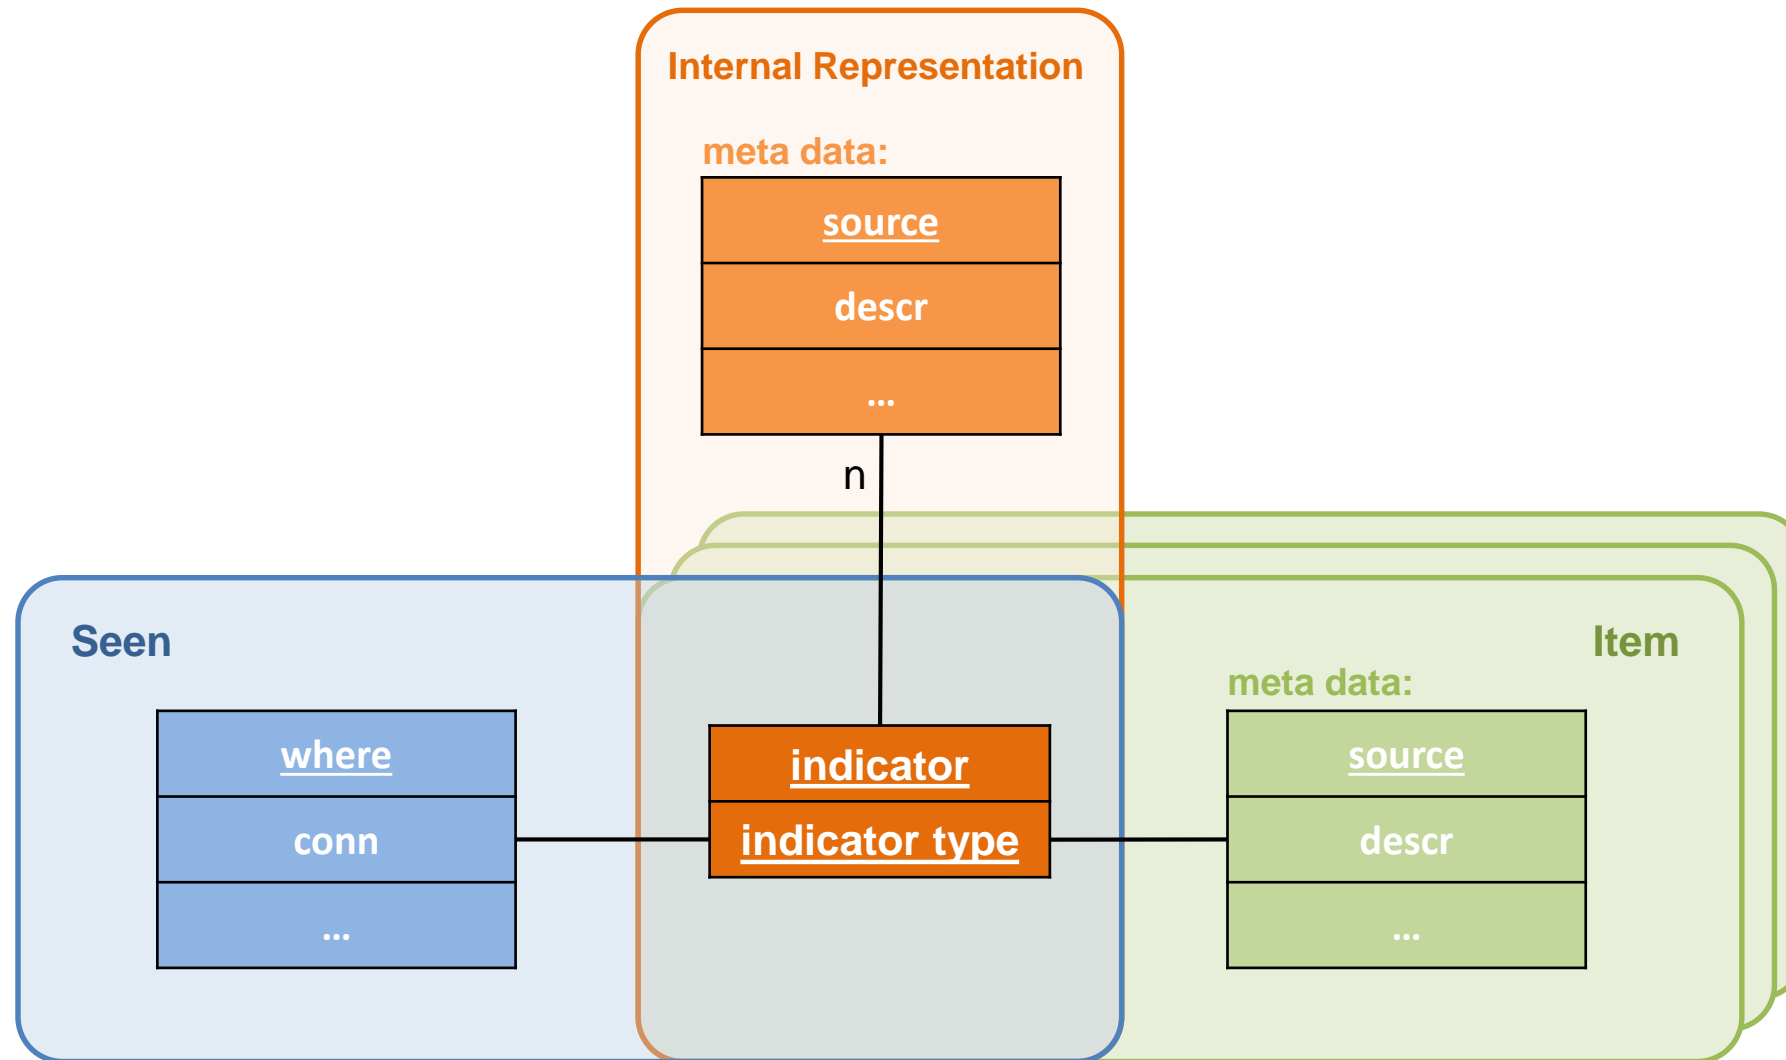 Internal Representation
meta data:
source
descr
...
n
Seen
Item
meta data:
where
conn
...
indicator
indicator type
source
descr
...